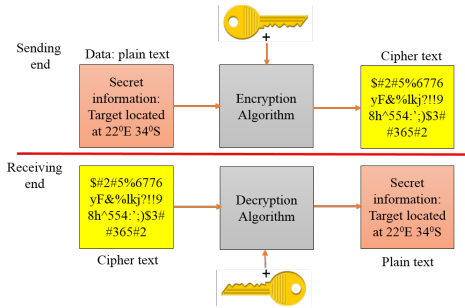 Sending
end
Data: plain text
+
Cipher text
Secret
information:
Target located
at 22⁰E 34⁰S
Encryption
Algorithm
$#2#5%6776
yF&%lkj?!!9
8h^554:';)$3#
#365#2
Receiving
end
$#2#5%6776
yF&%lkj?!!9
8h^554:';)$3#
#365#2
Decryption
Algorithm
Secret
information:
Target located
at 22⁰E 34⁰S
Cipher text
+
Plain text